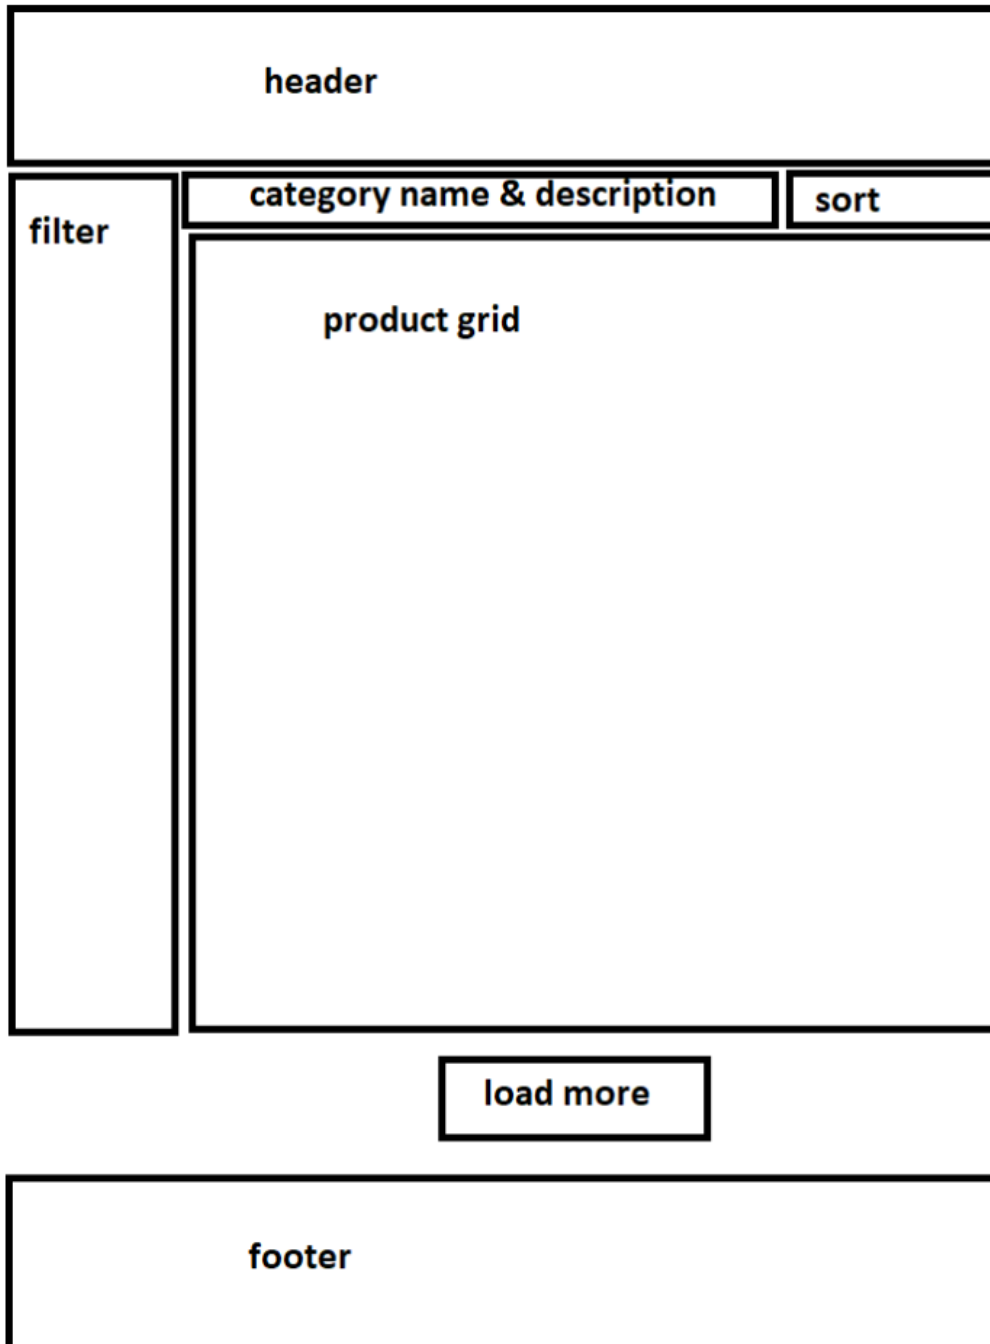 header
category name & description
sort
filter
product grid
load more
footer